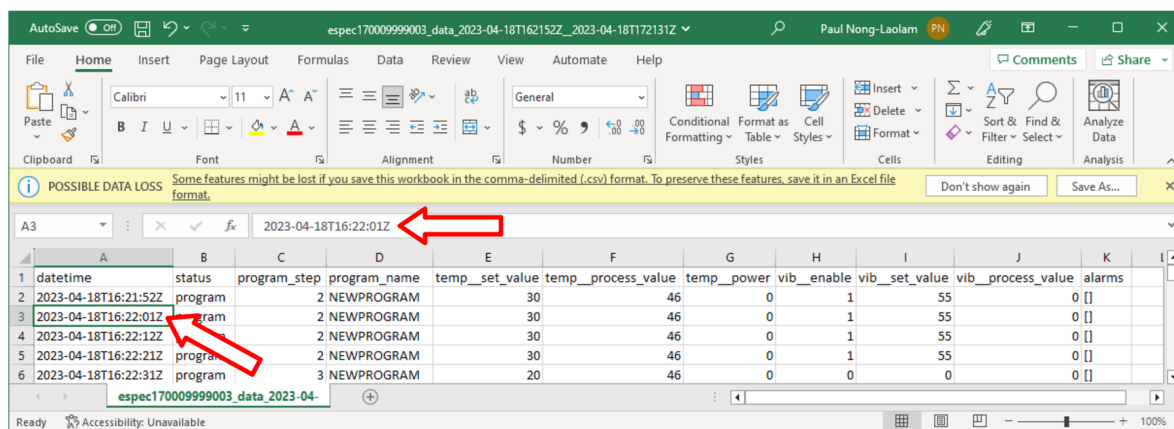 AutoSave Off espec170009999003_data_2023-04-18T162152Z__2023-04-18T172131Z Paul Nong-Laolam PN
File Home Insert Page Layout Formulas Data Review View Automate Help Comments Share
Paste Calibri 11 A^ A˅ ab General Conditional Formatting Format as Table Cell Styles Insert Delete Format Sort & Filter Find & Select Analyze Data
B I U A $ % 9 .00 .00
Clipboard Font Alignment Number Styles Cells Editing Analysis
POSSIBLE DATA LOSS Some features might be lost if you save this workbook in the comma-delimited (.csv) format. To preserve these features, save it in an Excel file Don't show again Save As...
format.
A3 fx 2023-04-18T16:22:01Z
A B C D E F G H I J K
1 datetime status program_step program_name temp__set_value temp__process_value temp__power vib__enable vib__set_value vib__process_value alarms
2 2023-04-18T16:21:52Z program 2 NEWPROGRAM 30 46 0 1 55 0 []
3 2023-04-18T16:22:01Z program 2 NEWPROGRAM 30 46 0 1 55 0 []
4 2023-04-18T16:22:12Z 2 NEWPROGRAM 30 46 0 1 55 0 []
5 2023-04-18T16:22:21Z program 2 NEWPROGRAM 30 46 0 1 55 0 []
6 2023-04-18T16:22:31Z program 3 NEWPROGRAM 20 46 0 0 0 0 []
espec170009999003_data_2023-04-
Ready Accessibility: Unavailable 100%